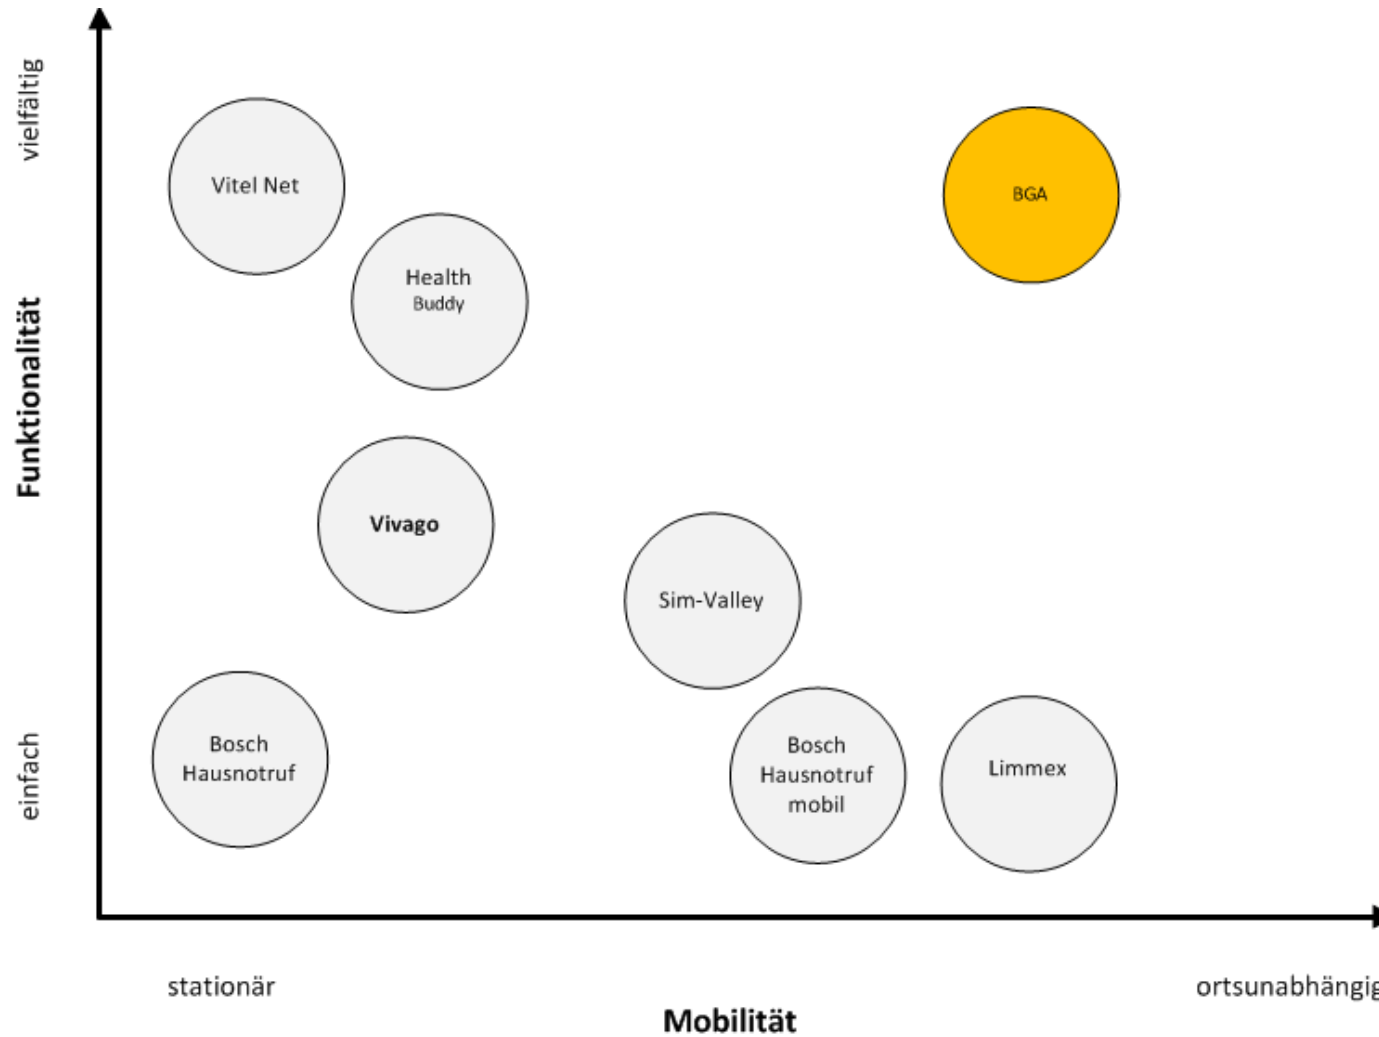 vielfältig
Funktionalität
einfach
Vitel Net
BGA
Health
Buddy
Vivago
Sim-Valley
Bosch
Hausnotruf
Bosch
Hausnotruf
mobil
Limmex
stationär
ortsunabhängig
Mobilität